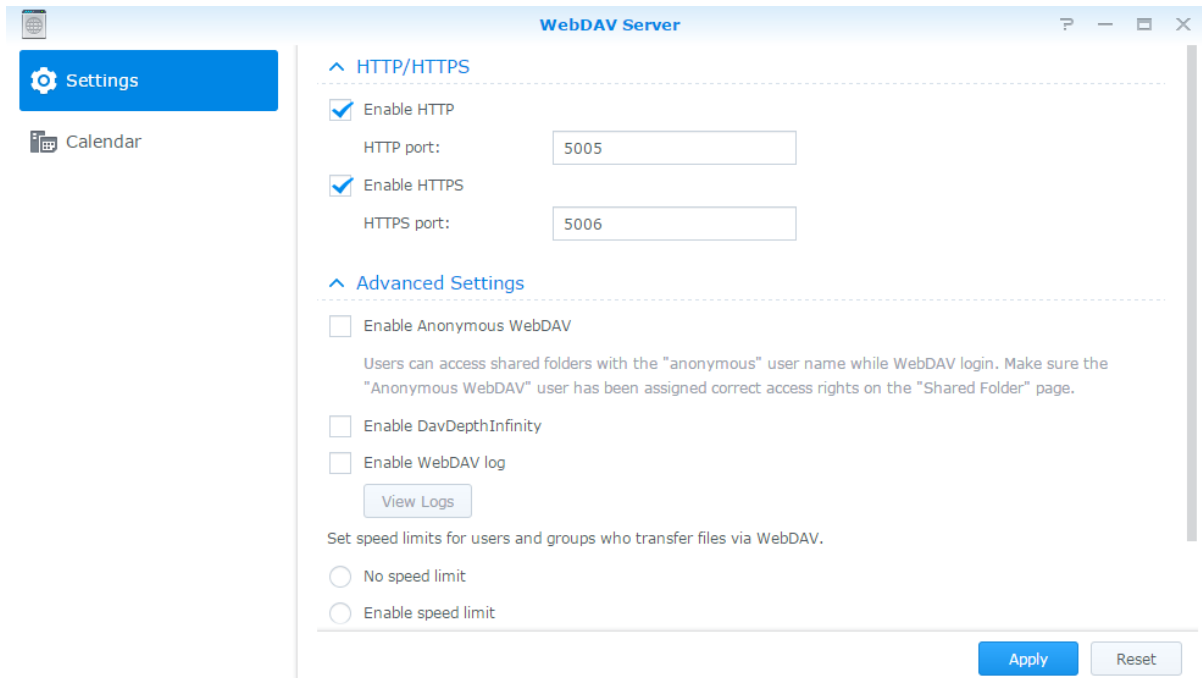 WebDAV Server
Settings
Calendar
HTTP/HTTPS
Enable HTTP
HTTP port: 5005
Enable HTTPS
HTTPS port: 5006
Advanced Settings
Enable Anonymous WebDAV
Users can access shared folders with the "anonymous" user name while WebDAV login. Make sure the
"Anonymous WebDAV" user has been assigned correct access rights on the "Shared Folder" page.
Enable DavDepthInfinity
Enable WebDAV log
View Logs
Set speed limits for users and groups who transfer files via WebDAV.
No speed limit
Enable speed limit
Apply Reset